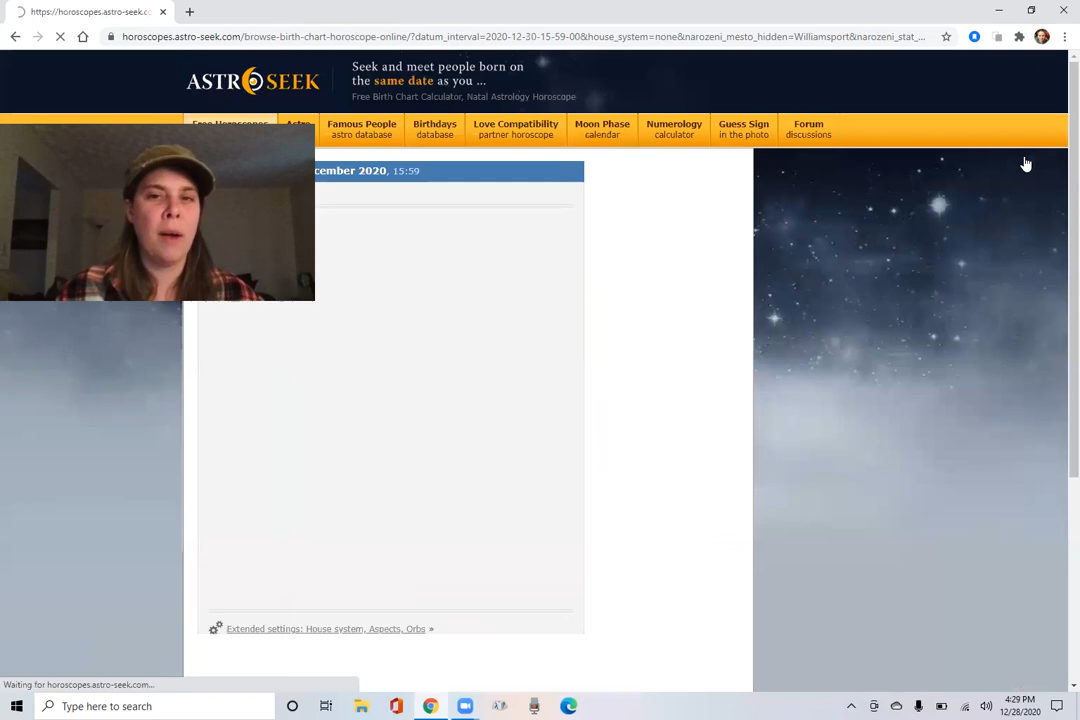 https://horoscopes.astro-seek.cc
horoscopes.astro-seek.com/browse-birth-chart-horoscope-online/?datum_interval=2020-12-30-15-59-00&house_system=none&narozeni_mesto_hidden=Williamsport&narozeni_stat_...
ASTROSEEK
Seek and meet people born on
the same date as you ...
Free Birth Chart Calculator, Natal Astrology Horoscope
Free Horoscopes
Astro
Famous People
astro database
Birthdays
database
Love Compatibility
partner horoscope
Moon Phase
calendar
Numerology
calculator
Guess Sign
in the photo
Forum
discussions
cember 2020, 15:59
Extended settings: House system, Aspects, Orbs »
Waiting for horoscopes.astro-seek.com...
Type here to search
4:29 PM
12/28/2020